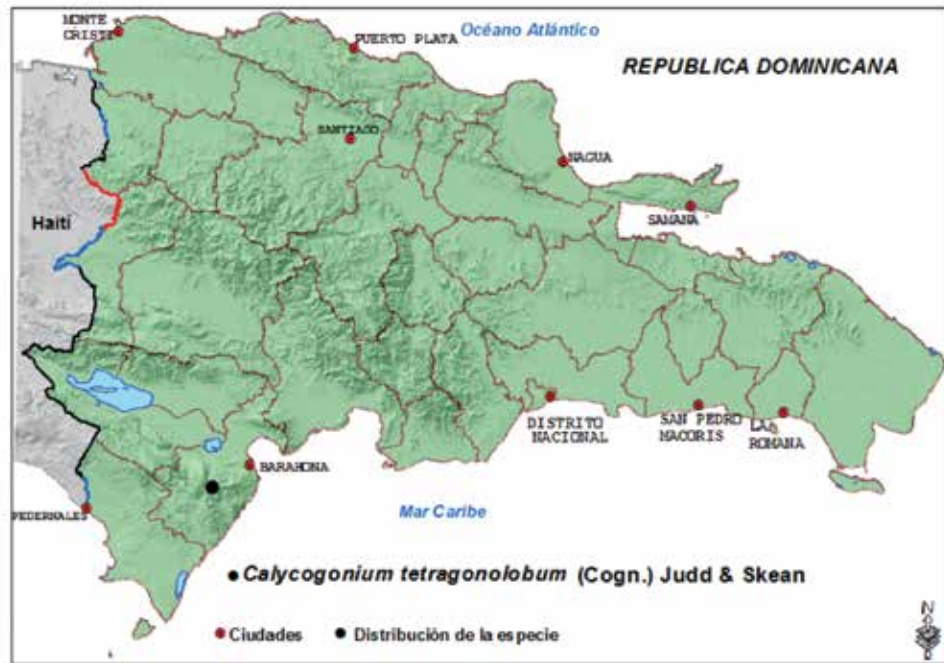 MONTE
CRISTI
PUERTO PLATA
Océano Atlántico
REPUBLICA DOMINICANA
SANTIAGO
NAGUA
SAMANA
Haití
DISTRITO
NACIONAL
SAN PEDRO
MACORIS
LA
ROMANA
BARAHONA
PEDERNALES
Mar Caribe
Calycogonium tetragonolobum (Cogn.) Judd & Skean
Ciudades
Distribución de la especie